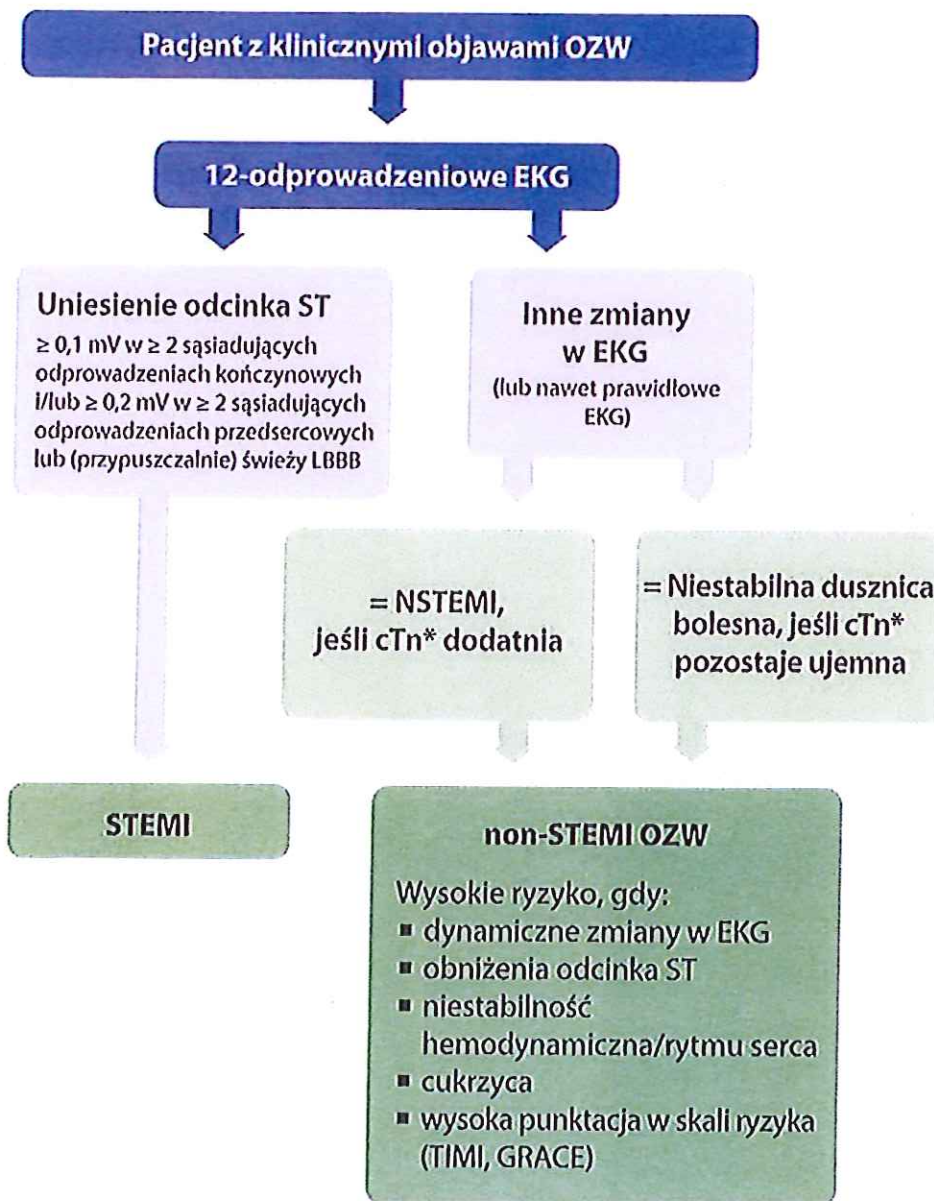 Pacjent z klinicznymi objawami OZW
12-odprowadzeniowe EKG
Uniesienie odcinka ST
≥ 0,1 mV w ≥ 2 sąsiadujących
odprowadzeniach kończynowych
i/lub ≥ 0,2 mV w ≥ 2 sąsiadujących
odprowadzeniach przedsercowych
lub (przypuszczalnie) świeży LBBB
Inne zmiany
w EKG
(lub nawet prawidłowe
EKG)
= NSTEMI,
jeśli cTn* dodatnia
= Niestabilna dusznica
bolesna, jeśli cTn*
pozostaje ujemna
STEMI
non-STEMI OZW
Wysokie ryzyko, gdy:
▪ dynamiczne zmiany w EKG
▪ obniżenia odcinka ST
▪ niestabilność
hemodynamiczna/rytmu serca
▪ cukrzyca
▪ wysoka punktacja w skali ryzyka
(TIMI, GRACE)